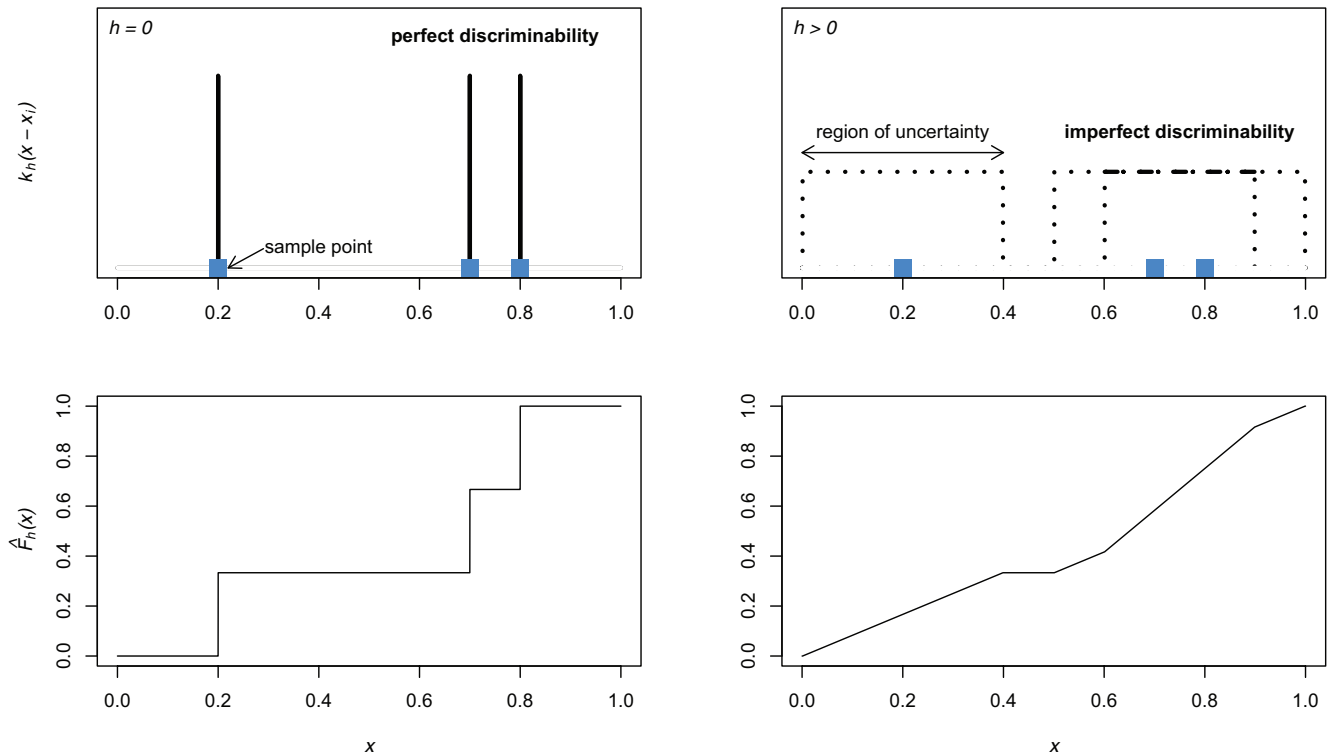 h = 0
perfect discriminability
k_h(x − x_i)
sample point
0.0 0.2 0.4 0.6 0.8 1.0
h > 0
region of uncertainty
imperfect discriminability
0.0 0.2 0.4 0.6 0.8 1.0
F̂_h(x)
1.0
0.8
0.6
0.4
0.2
0.0
0.0 0.2 0.4 0.6 0.8 1.0
x
1.0
0.8
0.6
0.4
0.2
0.0
0.0 0.2 0.4 0.6 0.8 1.0
x